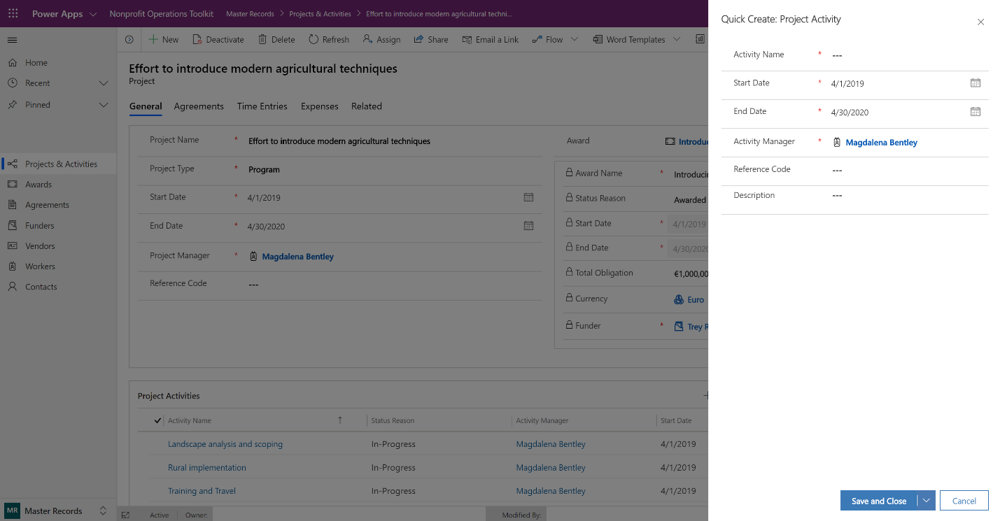 Power Apps Nonprofit Operations Toolkit Master Records Projects & Activities Effort to introduce modern agricultural techni...
New Deactivate Delete Refresh Assign Share Email a Link Flow Word Templates
Home
Recent
Pinned
Projects & Activities
Awards
Agreements
Funders
Vendors
Workers
Contacts
MR Master Records
Effort to introduce modern agricultural techniques
Project
General Agreements Time Entries Expenses Related
Project Name * Effort to introduce modern agricultural techniques
Project Type * Program
Start Date * 4/1/2019
End Date * 4/30/2020
Project Manager * Magdalena Bentley
Reference Code ---
Award Introdu
Award Name * Introducin
Status Reason Awarded
Start Date * 4/1/2019
End Date * 4/30/2020
Total Obligation €1,000,00
Currency Euro
Funder * Trey R
Project Activities
Activity Name Status Reason Activity Manager Start Date
Landscape analysis and scoping In-Progress Magdalena Bentley 4/1/2019
Rural implementation In-Progress Magdalena Bentley 4/1/2019
Training and Travel In-Progress Magdalena Bentley 4/1/2019
Active Owner: Modified By:
Quick Create: Project Activity
Activity Name * ---
Start Date * 4/1/2019
End Date * 4/30/2020
Activity Manager * Magdalena Bentley
Reference Code ---
Description ---
Save and Close Cancel